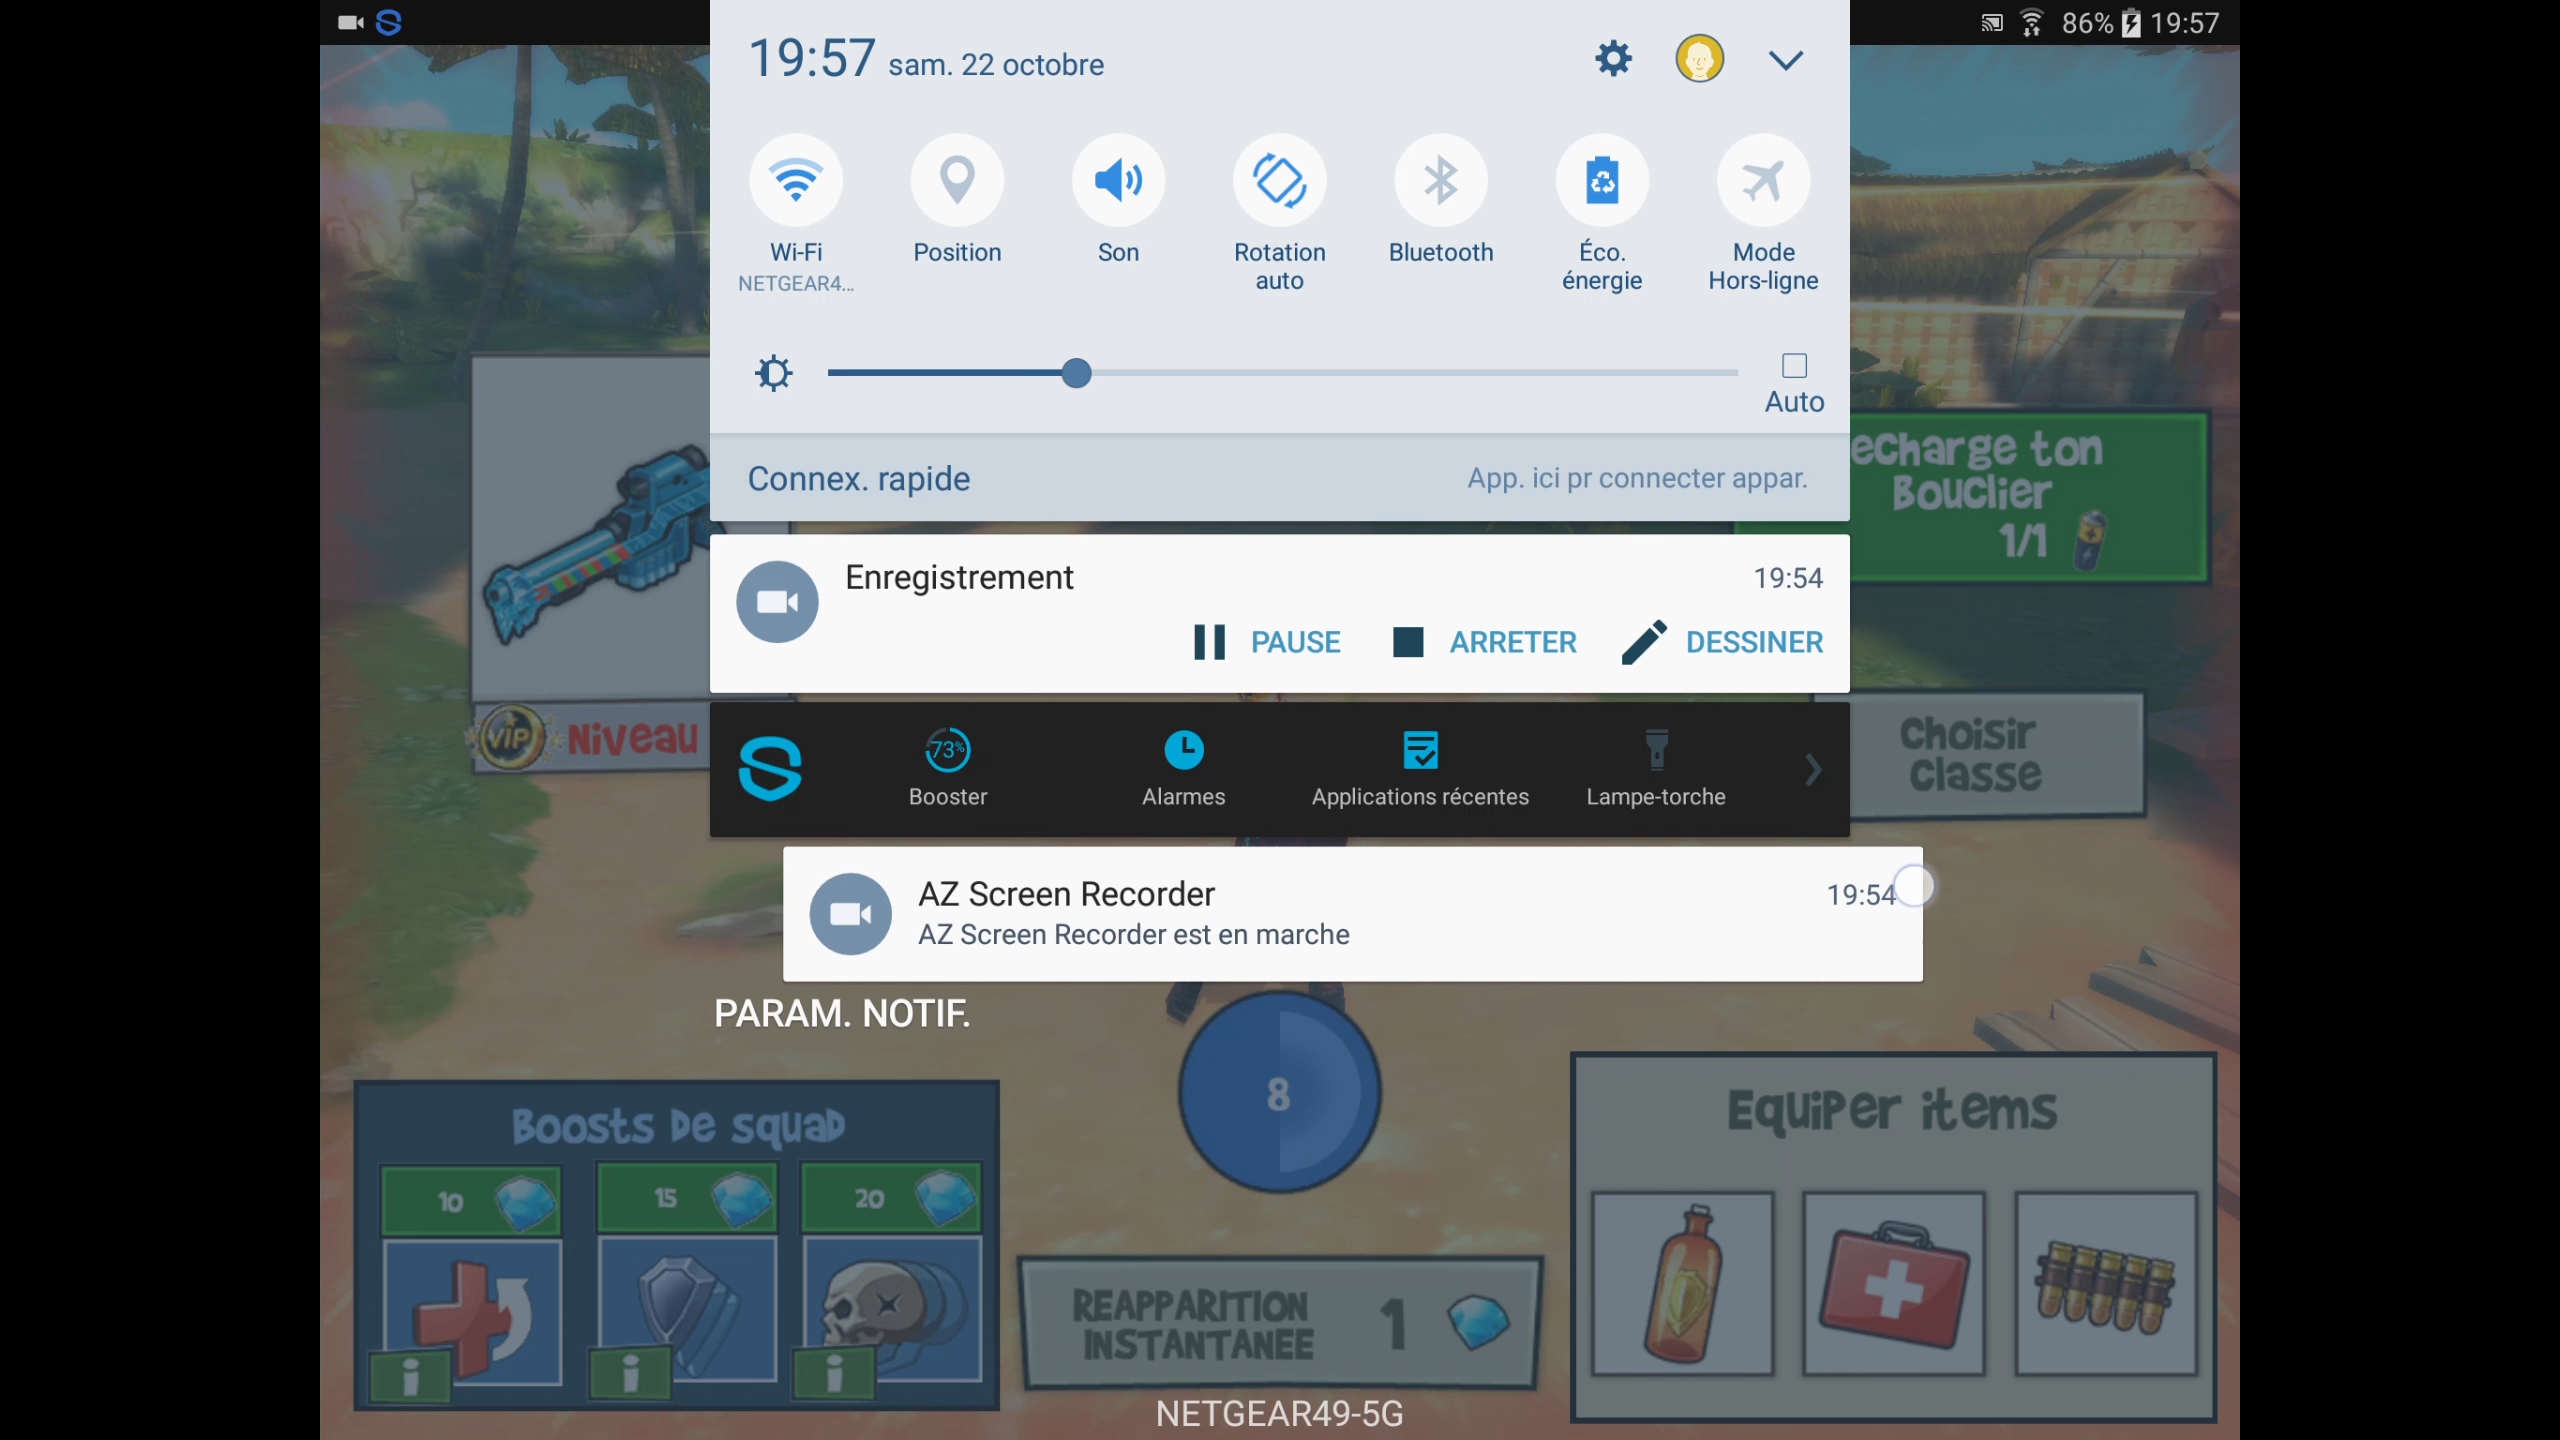 86% 19:57
19:57 sam. 22 octobre
Wi-Fi
NETGEAR4...
Position
Son
Rotation
auto
Bluetooth
Éco.
énergie
Mode
Hors-ligne
Auto
Connex. rapide
App. ici pr connecter appar.
echarge ton
Bouclier
1/1
Enregistrement
19:54
PAUSE
ARRETER
DESSINER
VIP
Niveau
Choisir
classe
73%
Booster
Alarmes
Applications récentes
Lampe-torche
AZ Screen Recorder
19:54
AZ Screen Recorder est en marche
PARAM. NOTIF.
8
Boosts de squad
10
15
20
i
i
i
Equiper items
REAPPARITION
INSTANTANEE
1
NETGEAR49-5G